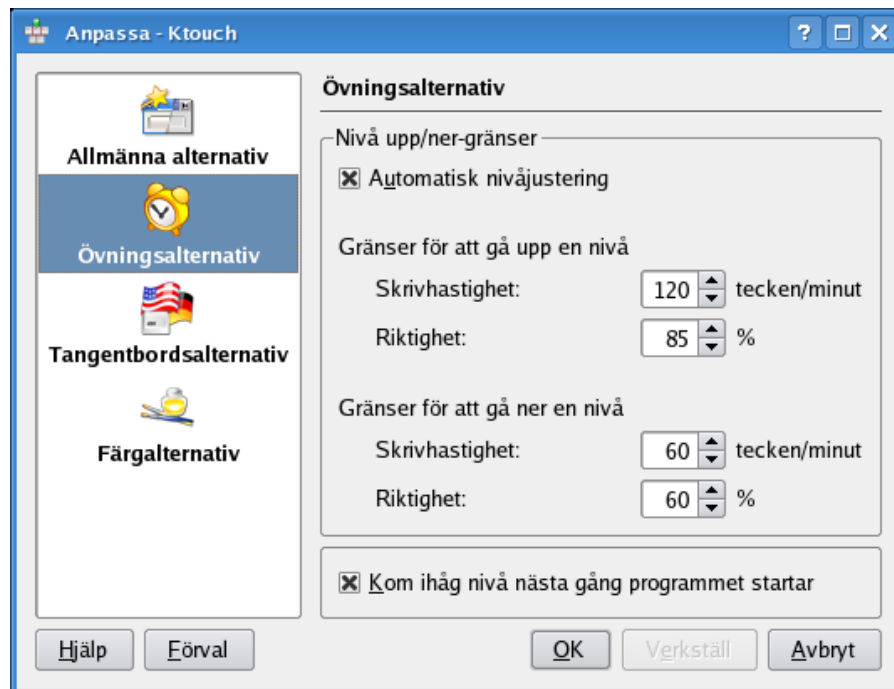 Anpassa - Ktouch
Allmänna alternativ
Övningsalternativ
Tangentbordsalternativ
Färgalternativ
Övningsalternativ
Nivå upp/ner-gränser
Automatisk nivåjustering
Gränser för att gå upp en nivå
Skrivhastighet: 120 tecken/minut
Riktighet: 85 %
Gränser för att gå ner en nivå
Skrivhastighet: 60 tecken/minut
Riktighet: 60 %
Kom ihåg nivå nästa gång programmet startar
Hjälp Förval OK Verkställ Avbryt